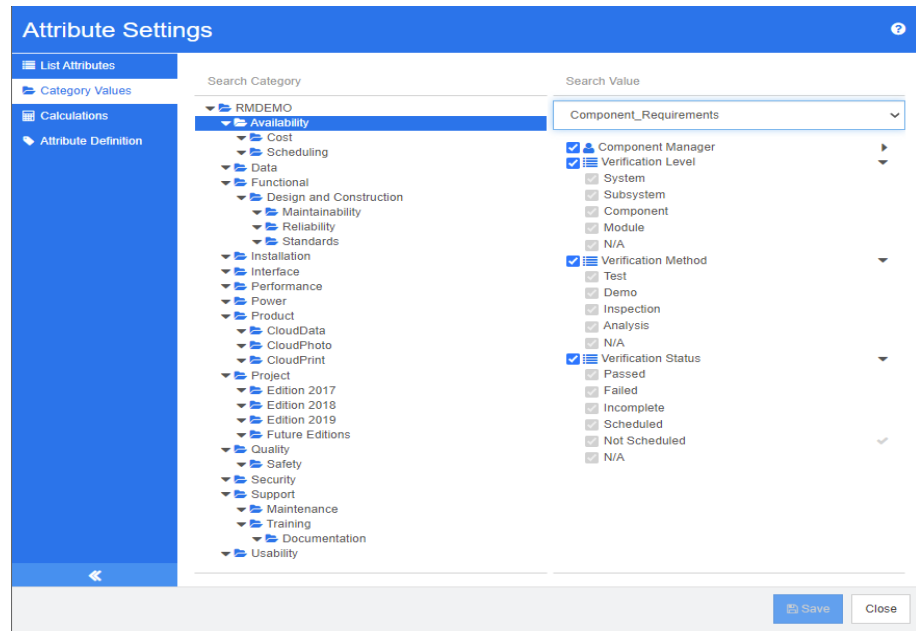 Attribute Settings
List Attributes
Category Values
Calculations
Attribute Definition
Search Category
RMDEMO
Availability
Cost
Scheduling
Data
Functional
Design and Construction
Maintainability
Reliability
Standards
Installation
Interface
Performance
Power
Product
CloudData
CloudPhoto
CloudPrint
Project
Edition 2017
Edition 2018
Edition 2019
Future Editions
Quality
Safety
Security
Support
Maintenance
Training
Documentation
Usability
Search Value
Component_Requirements
Component Manager
Verification Level
System
Subsystem
Component
Module
N/A
Verification Method
Test
Demo
Inspection
Analysis
N/A
Verification Status
Passed
Failed
Incomplete
Scheduled
Not Scheduled
N/A
Save
Close